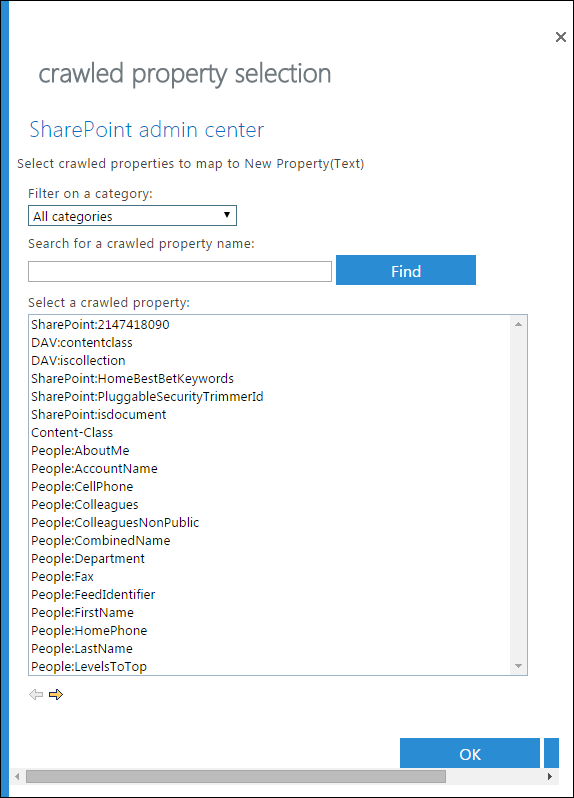 crawled property selection
SharePoint admin center
Select crawled properties to map to New Property(Text)
Filter on a category:
All categories
Search for a crawled property name:
Find
Select a crawled property:
SharePoint:2147418090
DAV:contentclass
DAV:iscollection
SharePoint:HomeBestBetKeywords
SharePoint:PluggableSecurityTrimmerId
SharePoint:isdocument
Content-Class
People:AboutMe
People:AccountName
People:CellPhone
People:Colleagues
People:ColleaguesNonPublic
People:CombinedName
People:Department
People:Fax
People:FeedIdentifier
People:FirstName
People:HomePhone
People:LastName
People:LevelsToTop
OK